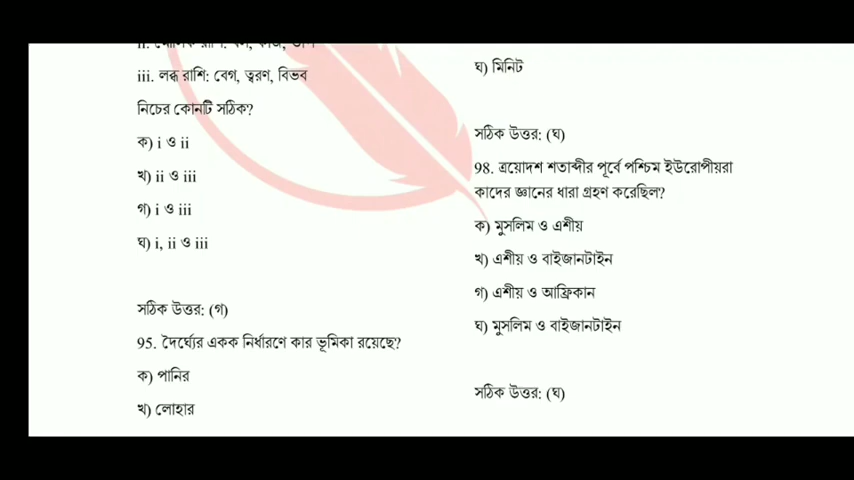 iii. লব্ধ রাশি: বেগ, ত্বরণ, বিভব
নিচের কোনটি সঠিক?
ক) i ও ii
খ) ii ও iii
গ) i ও iii
ঘ) i, ii ও iii
সঠিক উত্তর: (গ)
95. দৈর্ঘ্যের একক নির্ধারণে কার ভূমিকা রয়েছে?
ক) পানির
খ) লোহার
ঘ) মিনিট
সঠিক উত্তর: (ঘ)
98. ত্রয়োদশ শতাব্দীর পূর্বে পশ্চিম ইউরোপীয়রা
কাদের জ্ঞানের ধারা গ্রহণ করেছিল?
ক) মুসলিম ও এশীয়
খ) এশীয় ও বাইজানটাইন
গ) এশীয় ও আফ্রিকান
ঘ) মুসলিম ও বাইজানটাইন
সঠিক উত্তর: (ঘ)